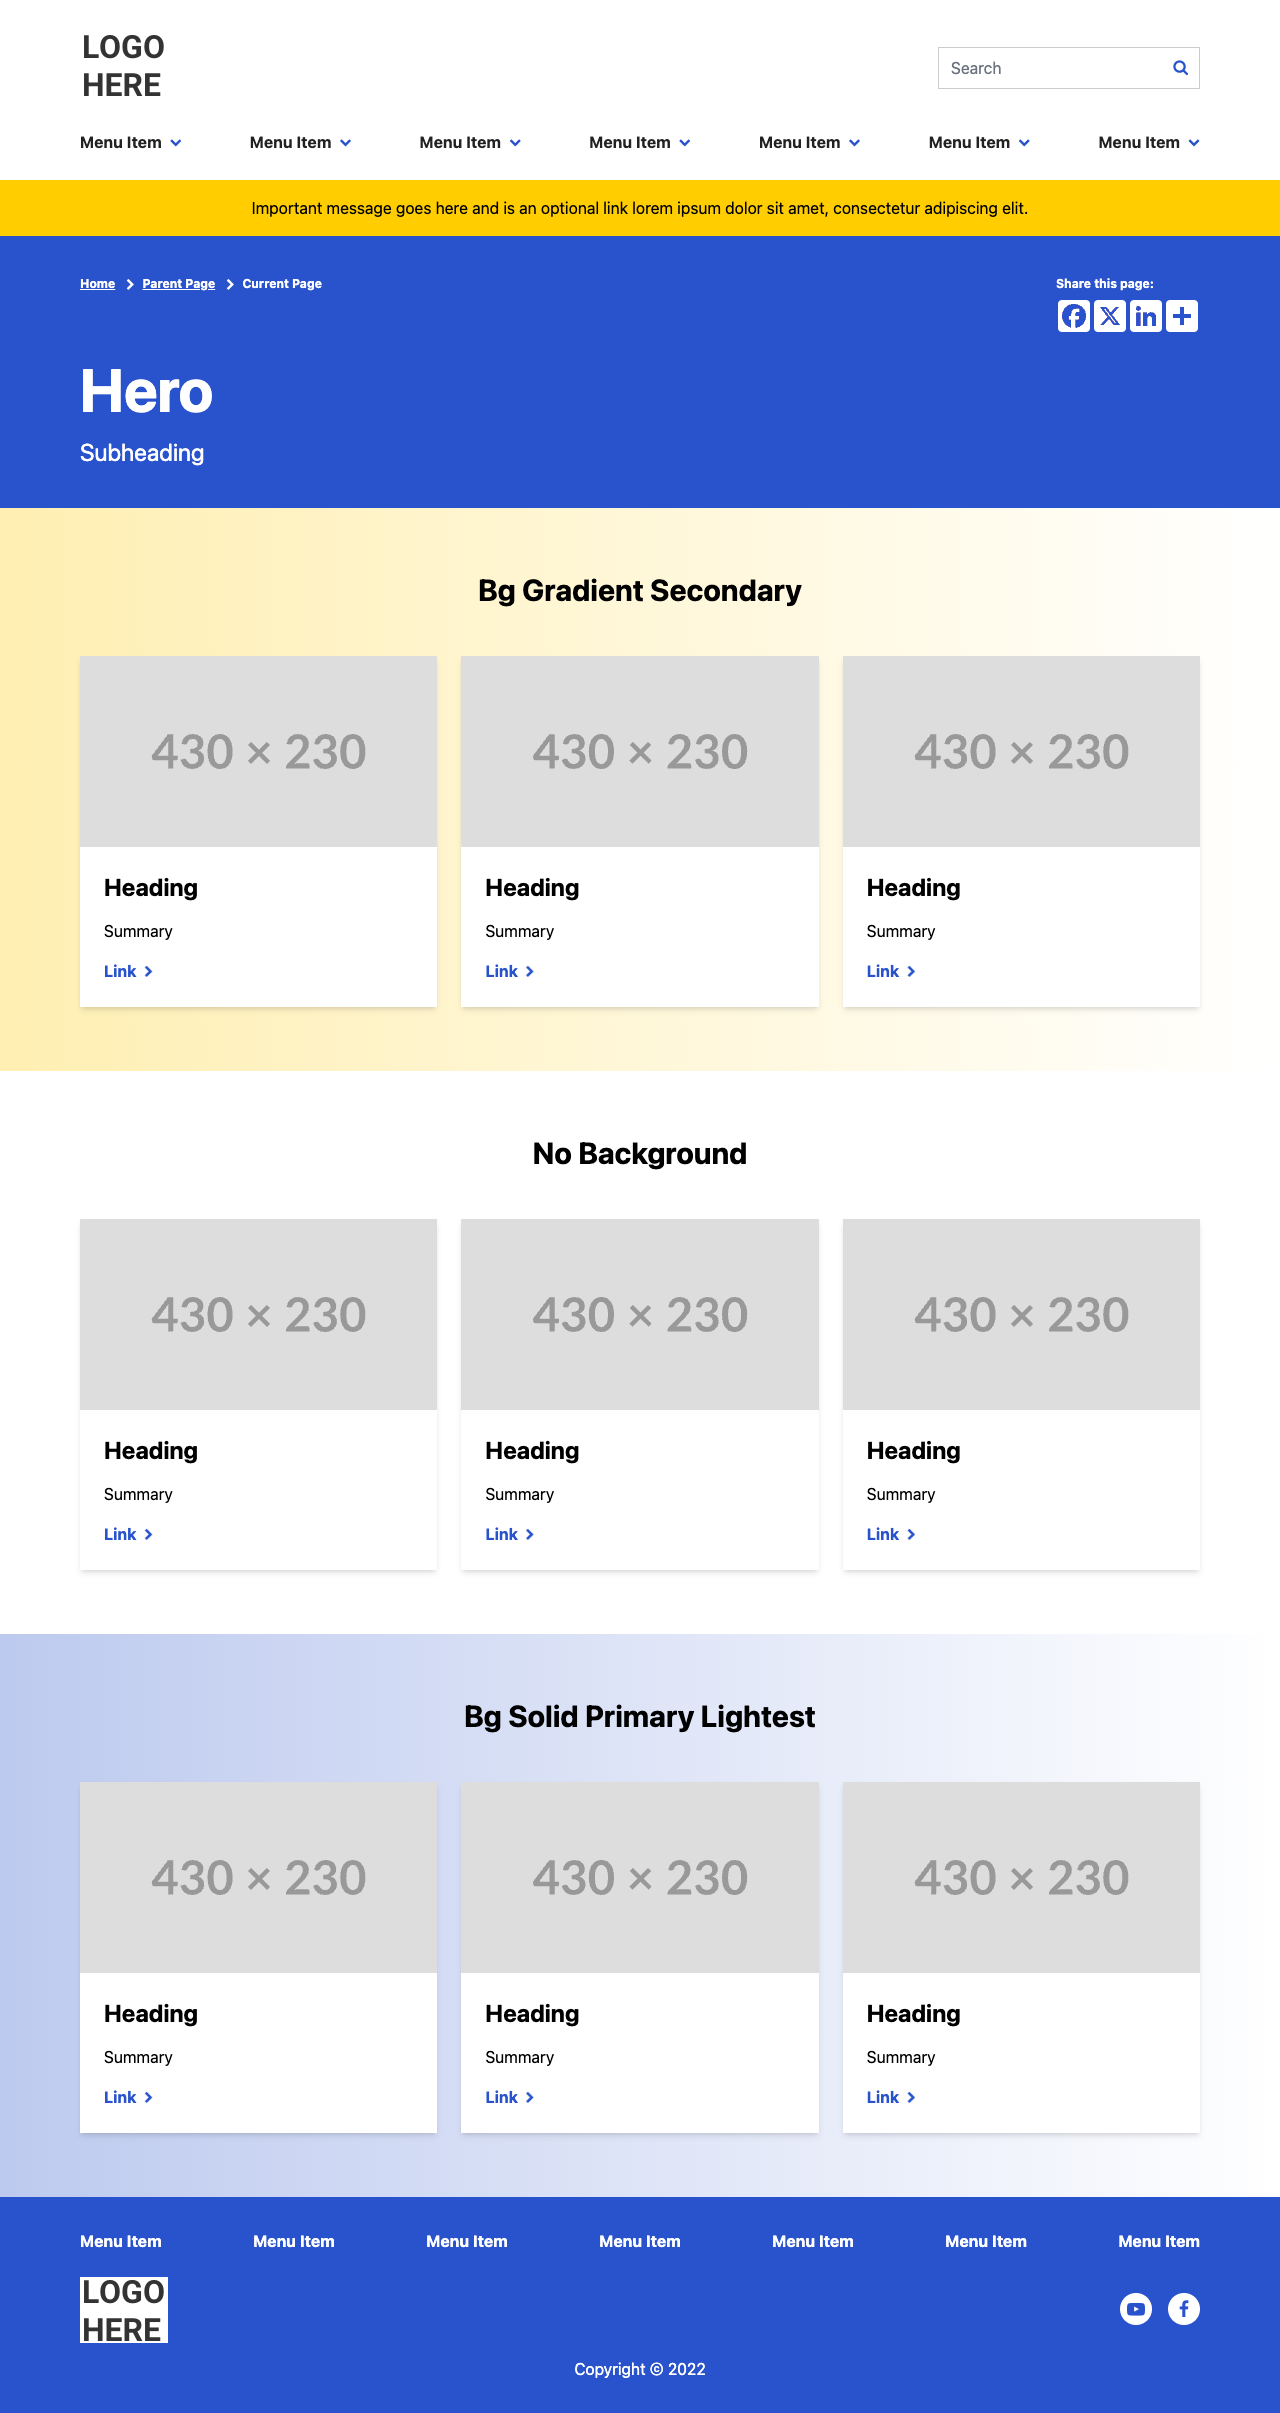 LOGO
HERE
Search
Menu Item Menu Item Menu Item Menu Item Menu Item Menu Item Menu Item
Important message goes here and is an optional link lorem ipsum dolor sit amet, consectetur adipiscing elit.
Home Parent Page Current Page
Share this page:
Hero
Subheading
Bg Gradient Secondary
430 × 230 430 × 230 430 × 230
Heading Heading Heading
Summary Summary Summary
Link Link Link
No Background
430 × 230 430 × 230 430 × 230
Heading Heading Heading
Summary Summary Summary
Link Link Link
Bg Solid Primary Lightest
430 × 230 430 × 230 430 × 230
Heading Heading Heading
Summary Summary Summary
Link Link Link
Menu Item Menu Item Menu Item Menu Item Menu Item Menu Item Menu Item
LOGO
HERE
Copyright © 2022